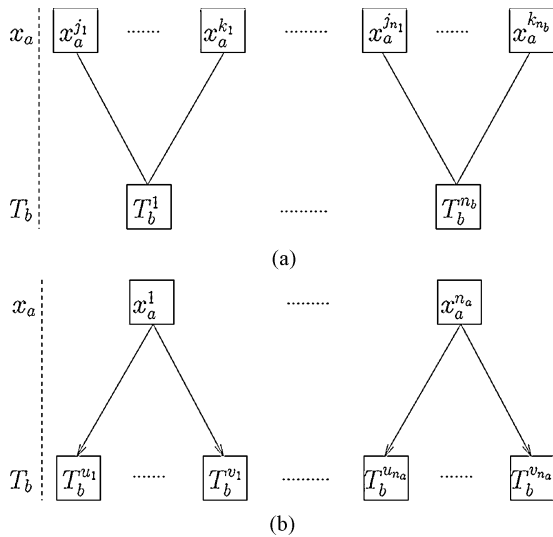 x_a x_a^{j_1} ...... x_a^{k_1} ......... x_a^{j_{n_1}} ...... x_a^{k_{n_b}}
T_b T_b^1 ......... T_b^{n_b}
(a)
x_a x_a^1 ........ x_a^{n_a}
T_b T_b^{u_1} ...... T_b^{v_1} ......... T_b^{u_{n_a}} ...... T_b^{v_{n_a}}
(b)